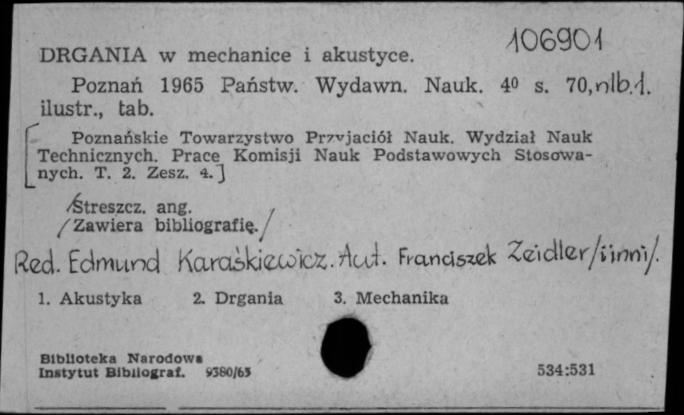 106901
DRGANIA w mechanice i akustyce.
Poznań 1965 Państw. Wydawn. Nauk. 4⁰ s. 70, nlb. 1.
ilustr., tab.
[Poznańskie Towarzystwo Przyjaciół Nauk. Wydział Nauk
Technicznych. Prace Komisji Nauk Podstawowych Stosowa-
nych. T. 2. Zesz. 4.]
/Streszcz. ang.
/Zawiera bibliografię./
Red. Edmund Karaśkiewicz. Aut. Franciszek Zeidler /i inni/.
1. Akustyka 2. Drgania 3. Mechanika
Biblioteka Narodowa
Instytut Bibliograf. 9380/65
534:531